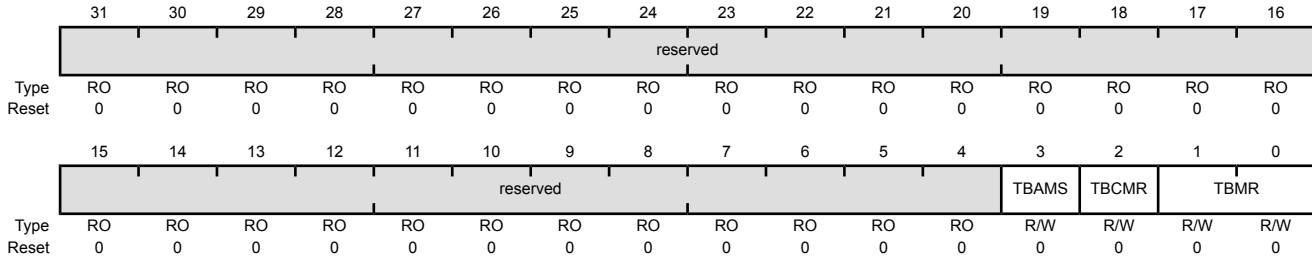 31 30 29 28 27 26 25 24 23 22 21 20 19 18 17 16
reserved
Type RO RO RO RO RO RO RO RO RO RO RO RO RO RO RO RO
Reset 0 0 0 0 0 0 0 0 0 0 0 0 0 0 0 0
15 14 13 12 11 10 9 8 7 6 5 4 3 2 1 0
reserved TBAMS TBCMR TBMR
Type RO RO RO RO RO RO RO RO RO RO RO RO R/W R/W R/W R/W
Reset 0 0 0 0 0 0 0 0 0 0 0 0 0 0 0 0